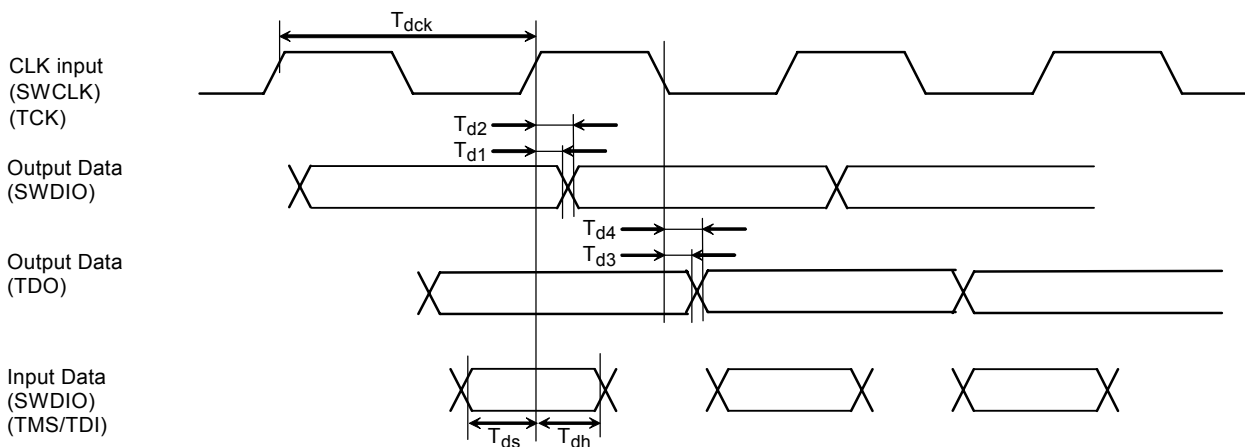 Tdck
CLK input
(SWCLK)
(TCK)
Td2
Td1
Output Data
(SWDIO)
Td4
Td3
Output Data
(TDO)
Input Data
(SWDIO)
(TMS/TDI)
Tds Tdh